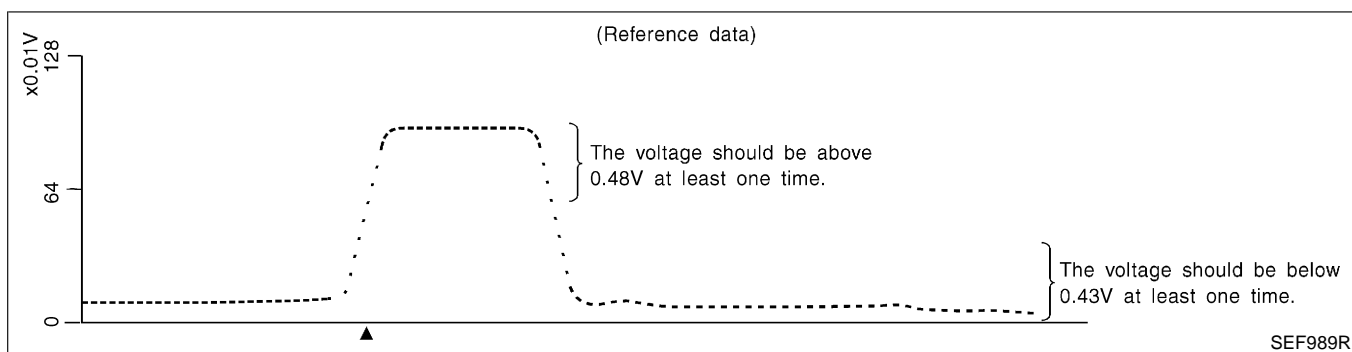 (Reference data)
x0.01V
128
64
0
The voltage should be above
0.48V at least one time.
The voltage should be below
0.43V at least one time.
SEF989R